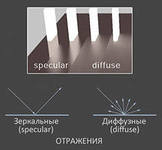 specular diffuse
Зеркальные Диффузные
(specular) (diffuse)
ОТРАЖЕНИЯ